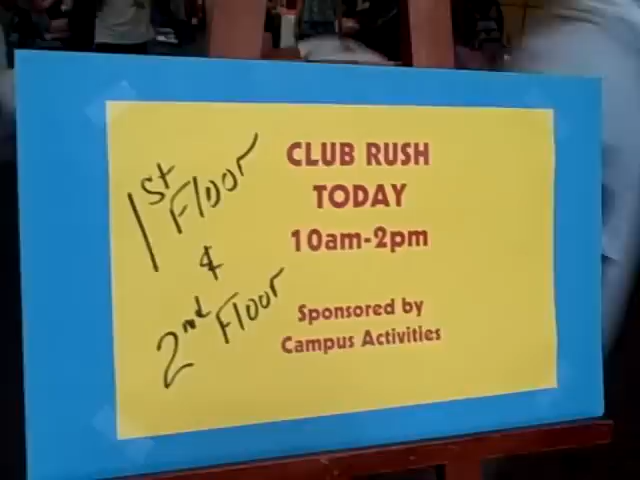 CLUB RUSH
TODAY
10am-2pm
Sponsored by
Campus Activities
1st Floor
&
2nd Floor